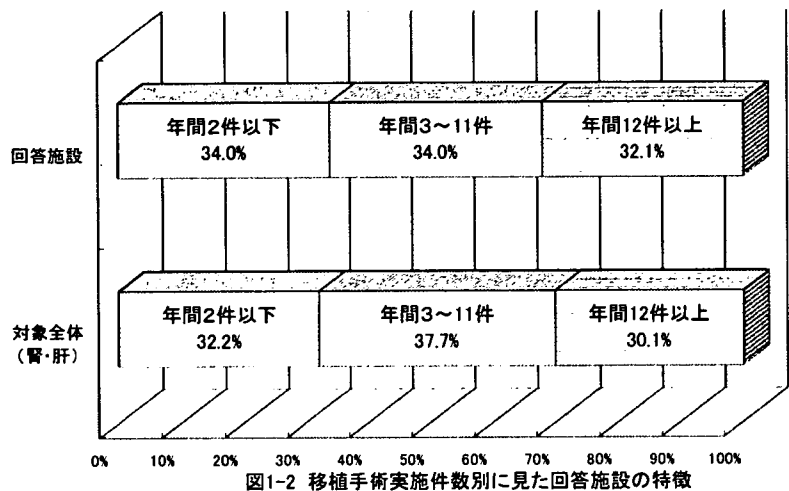 回答施設
年間2件以下
34.0%
年間3～11件
34.0%
年間12件以上
32.1%
対象全体
（腎・肝）
年間2件以下
32.2%
年間3～11件
37.7%
年間12件以上
30.1%
0% 10% 20% 30% 40% 50% 60% 70% 80% 90% 100%
図1-2 移植手術実施件数別に見た回答施設の特徴